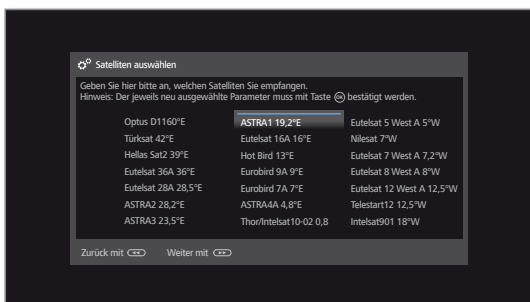 Satelliten auswählen
Geben Sie hier bitte an, welchen Satelliten Sie empfangen.
Hinweis: Der jeweils neu ausgewählte Parameter muss mit Taste OK bestätigt werden.
Optus D1160°E ASTRA1 19,2°E Eutelsat 5 West A 5°W
Türksat 42°E Eutelsat 16A 16°E Nilesat 7°W
Hellas Sat2 39°E Hot Bird 13°E Eutelsat 7 West A 7,2°W
Eutelsat 36A 36°E Eurobird 9A 9°E Eutelsat 8 West A 8°W
Eutelsat 28A 28,5°E Eurobird 7A 7°E Eutelsat 12 West A 12,5°W
ASTRA2 28,2°E ASTRA4A 4,8°E Telestart12 12,5°W
ASTRA3 23,5°E Thor/Intelsat10-02 0,8 Intelsat901 18°W
Zurück mit Weiter mit